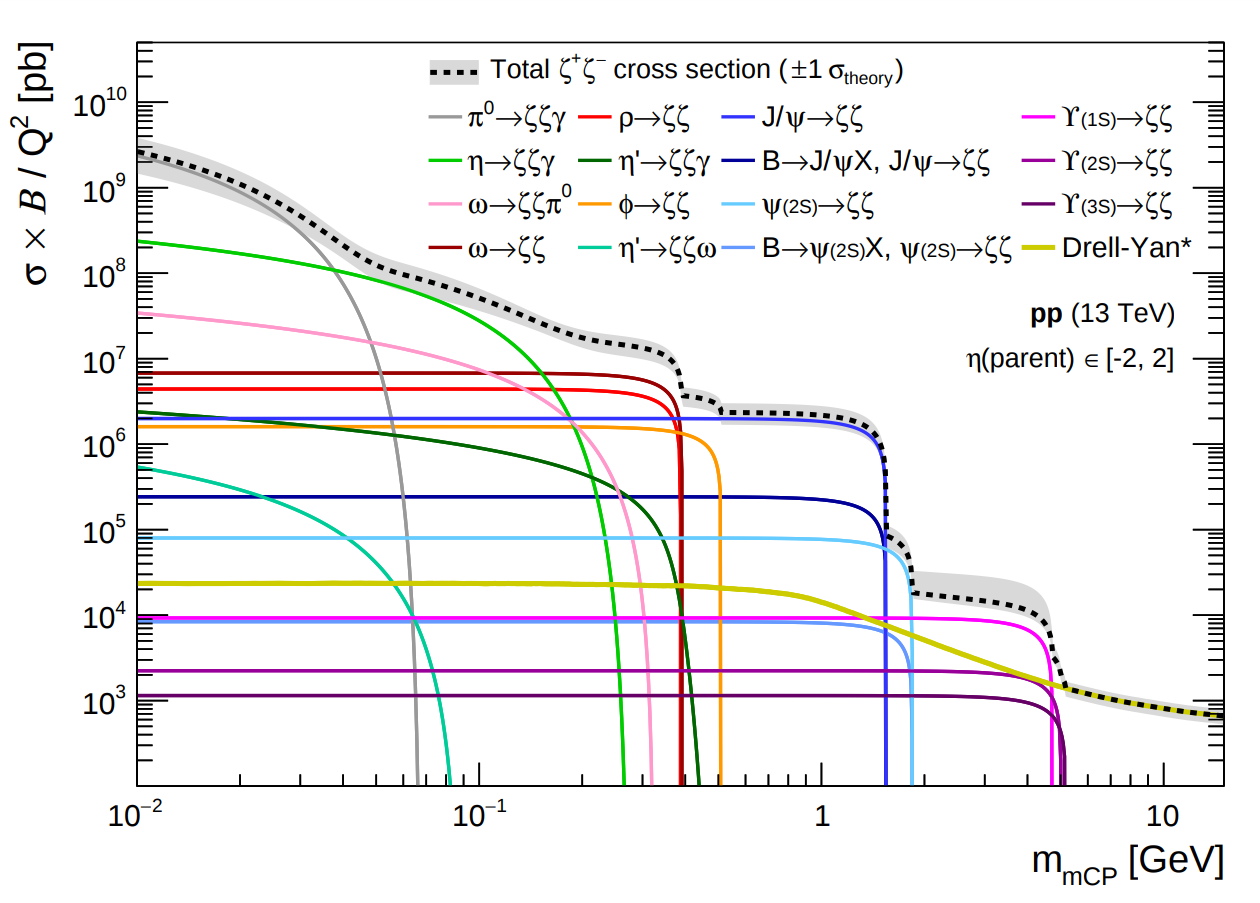 σ × B / Q² [pb]
10¹⁰
10⁹
10⁸
10⁷
10⁶
10⁵
10⁴
10³
Total ζ⁺ζ⁻ cross section (±1 σtheory)
π⁰→ζζγ ρ→ζζ J/ψ→ζζ ϒ(1S)→ζζ
η→ζζγ η'→ζζγ B→J/ψX, J/ψ→ζζ ϒ(2S)→ζζ
ω→ζζπ⁰ ϕ→ζζ ψ(2S)→ζζ ϒ(3S)→ζζ
ω→ζζ η'→ζζω B→ψ(2S)X, ψ(2S)→ζζ Drell-Yan*
pp (13 TeV)
η(parent) ∈ [-2, 2]
10⁻² 10⁻¹ 1 10
mmCP [GeV]